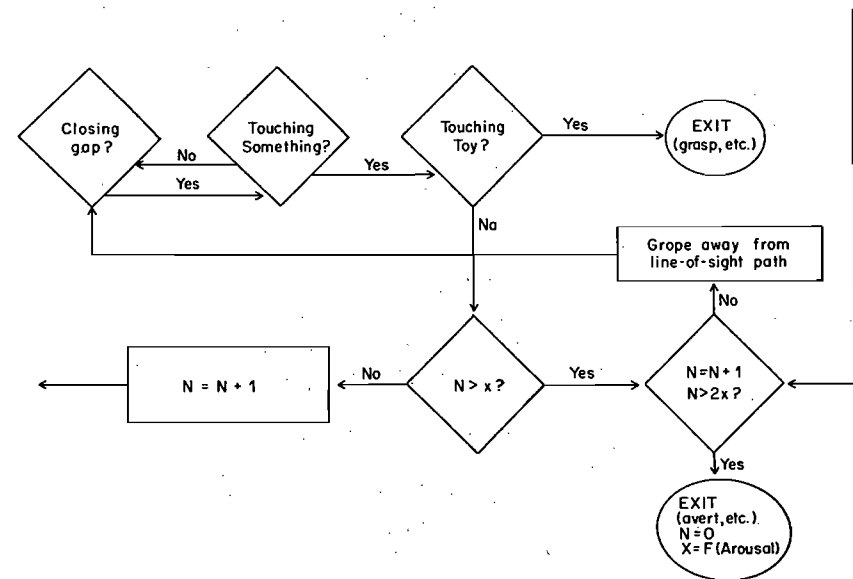 Closing
gap?
No
Yes
Touching
Something?
Yes
Touching
Toy?
Yes
EXIT
(grasp, etc.)
Na
Grope away from
line-of-sight path
No
N = N + 1
No
N > x?
Yes
N=N+1
N>2x?
Yes
EXIT
(avert, etc.)
N=O
X=F(Arousal)